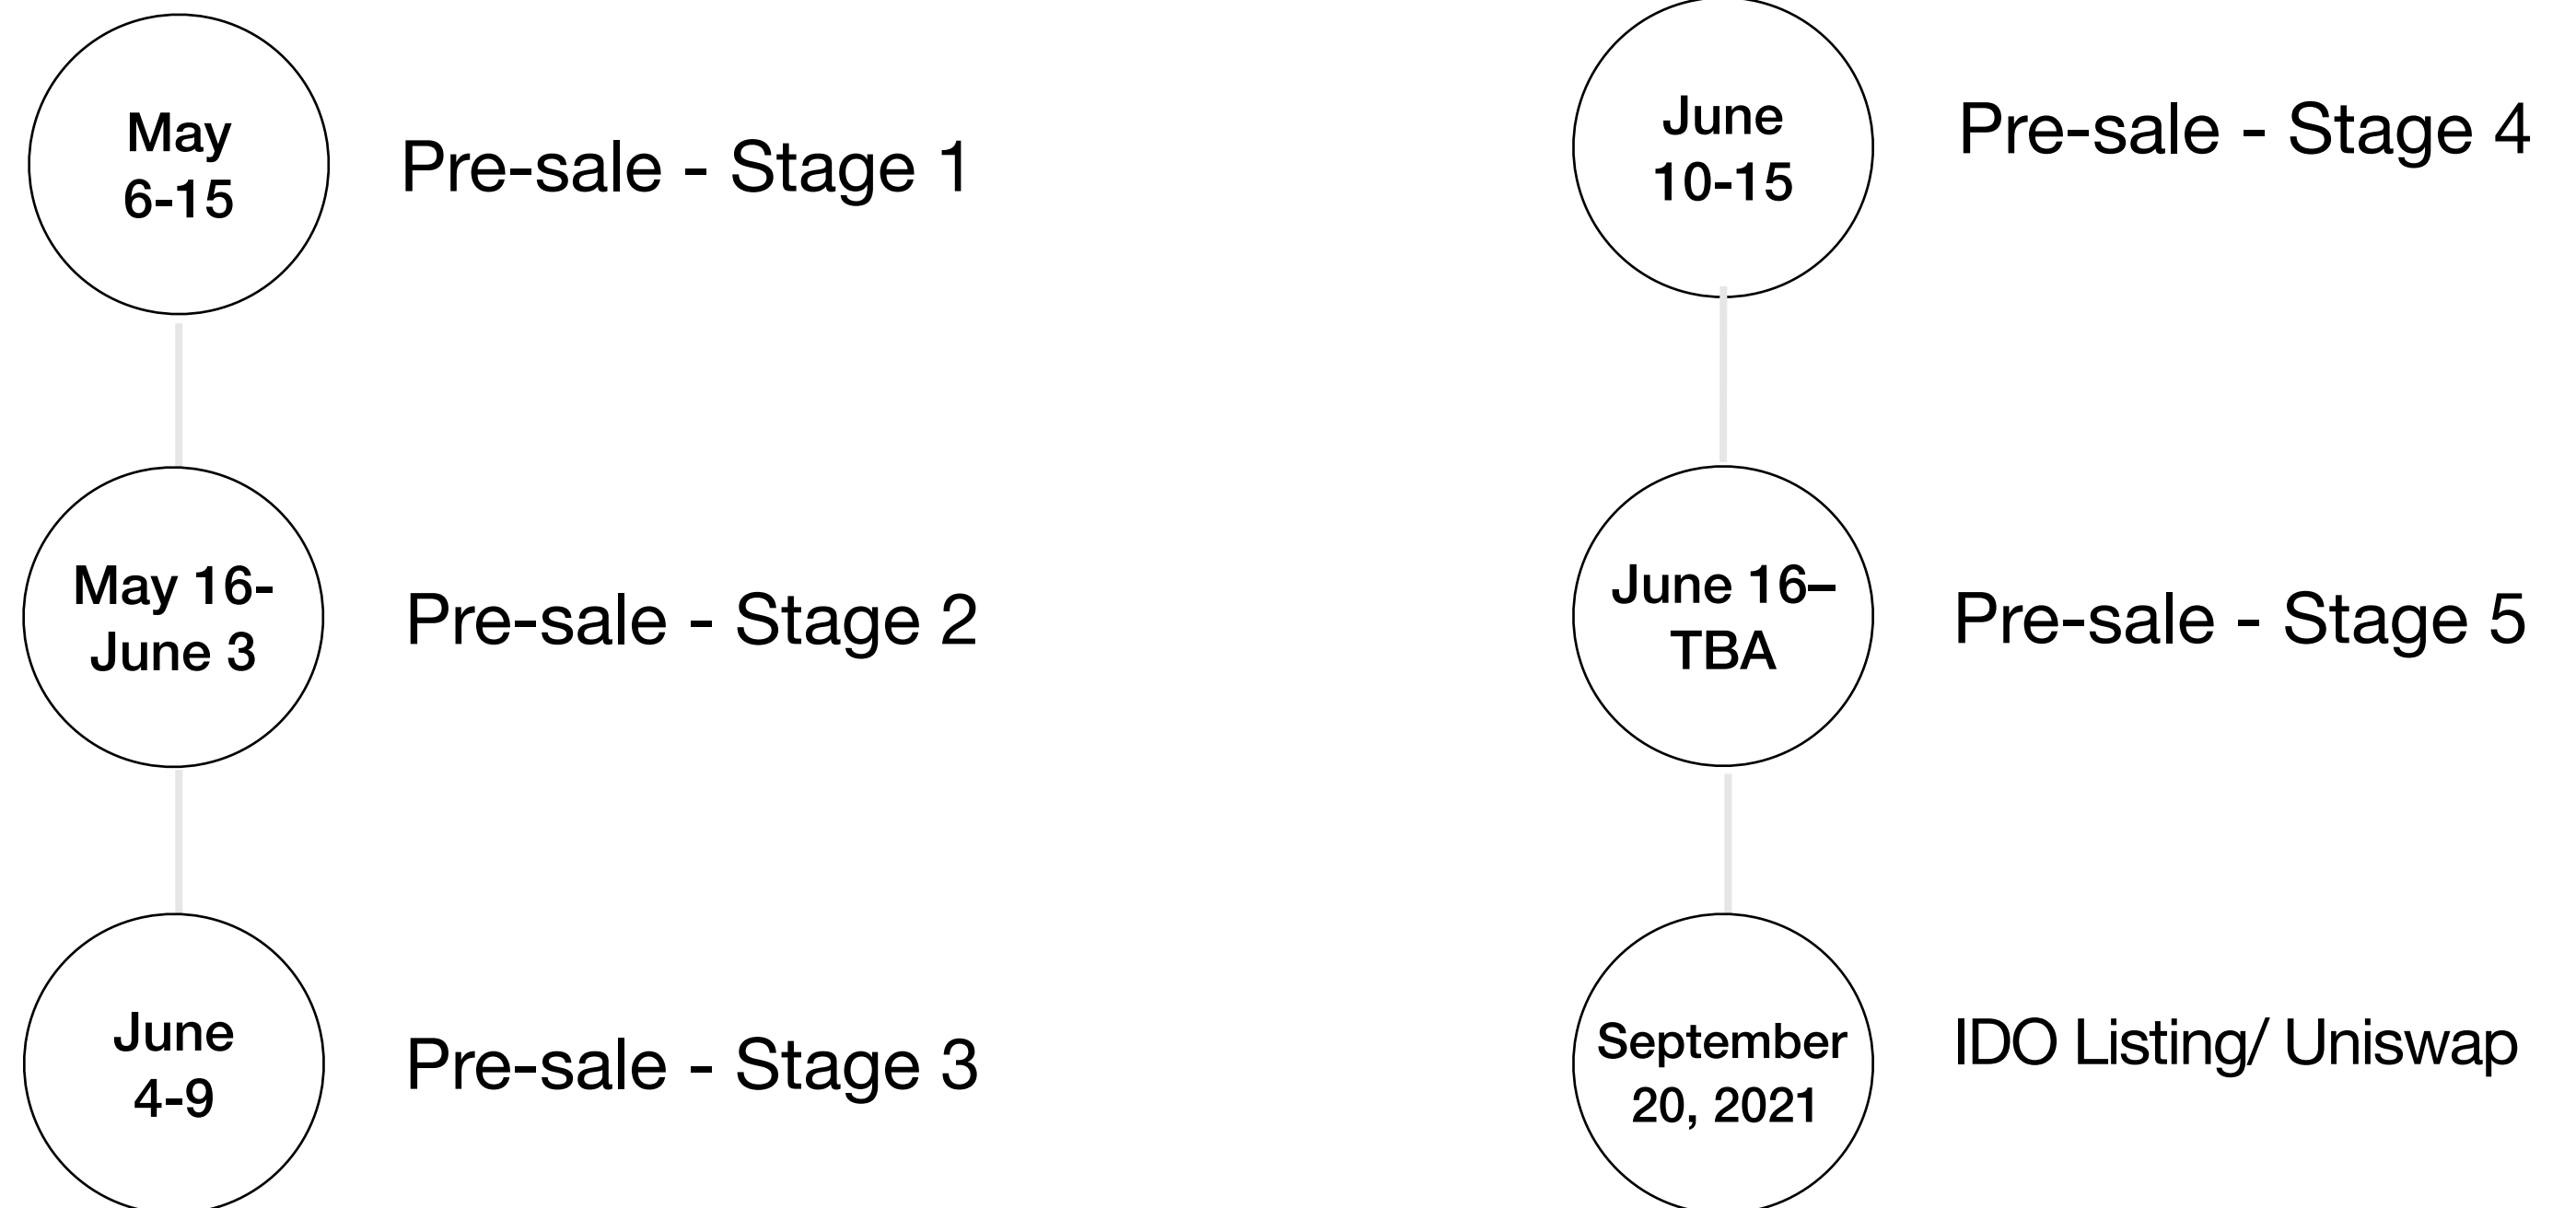 May
6-15
Pre-sale - Stage 1
May 16-
June 3
Pre-sale - Stage 2
June
4-9
Pre-sale - Stage 3
June
10-15
Pre-sale - Stage 4
June 16–
TBA
Pre-sale - Stage 5
September
20, 2021
IDO Listing/ Uniswap